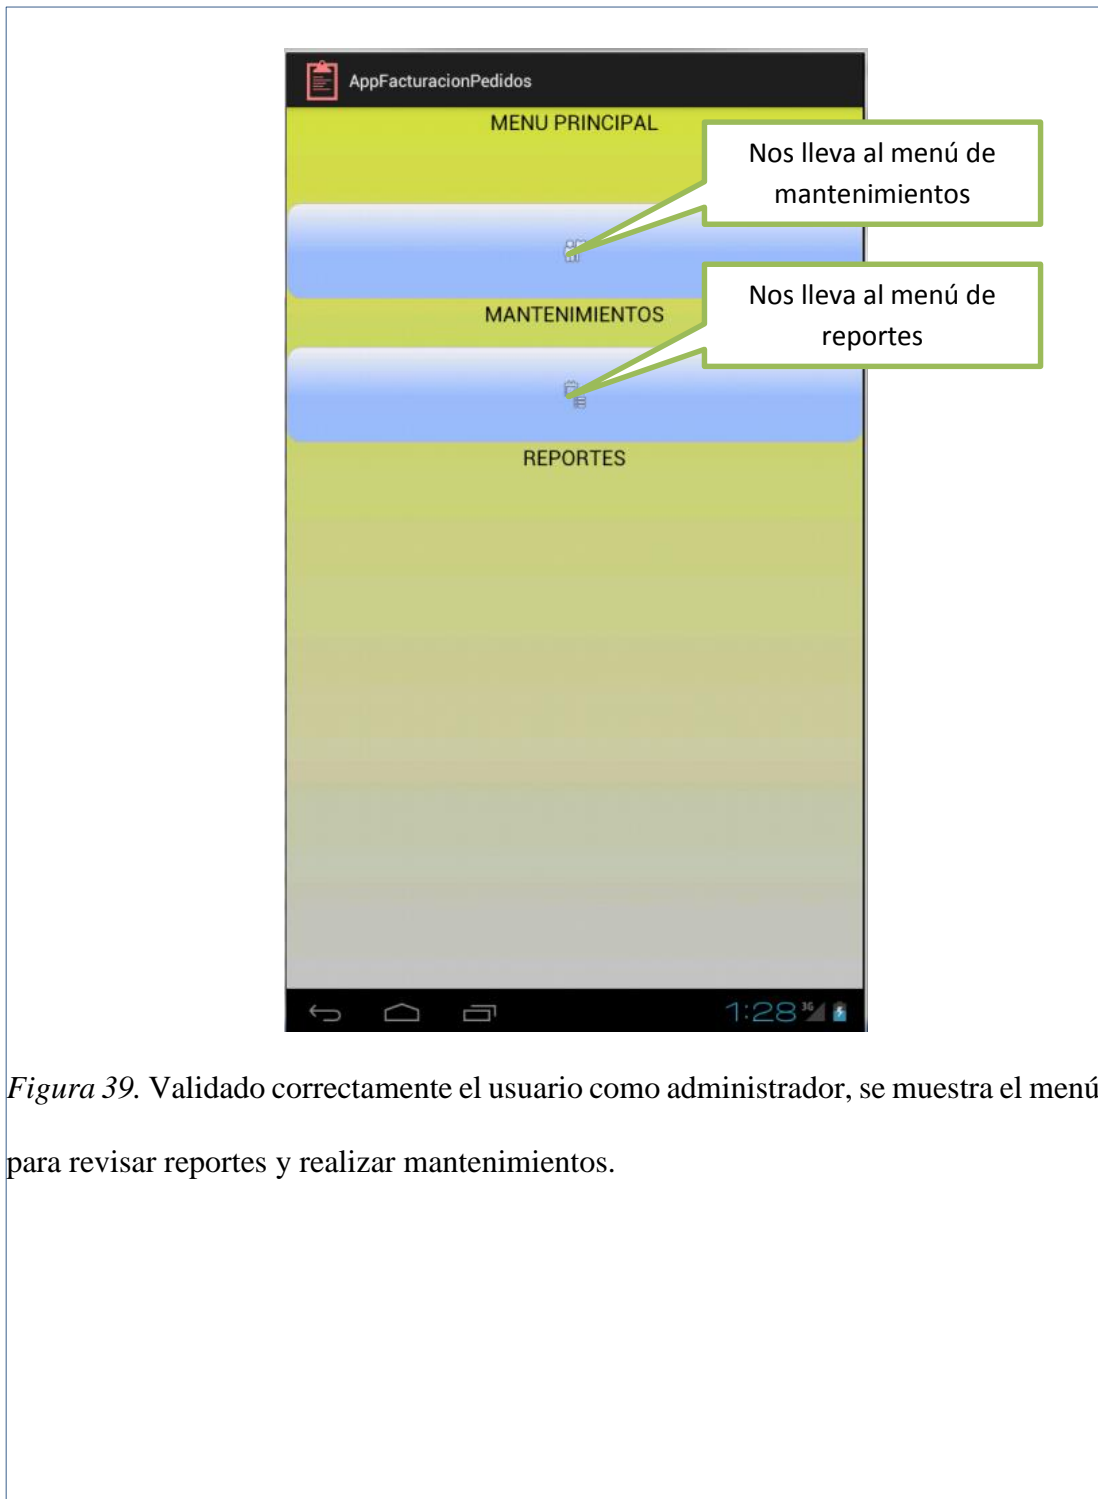 AppFacturacionPedidos
MENU PRINCIPAL
Nos lleva al menú de
mantenimientos
MANTENIMIENTOS
Nos lleva al menú de
reportes
REPORTES
1:28 3G
Figura 39. Validado correctamente el usuario como administrador, se muestra el menú
para revisar reportes y realizar mantenimientos.